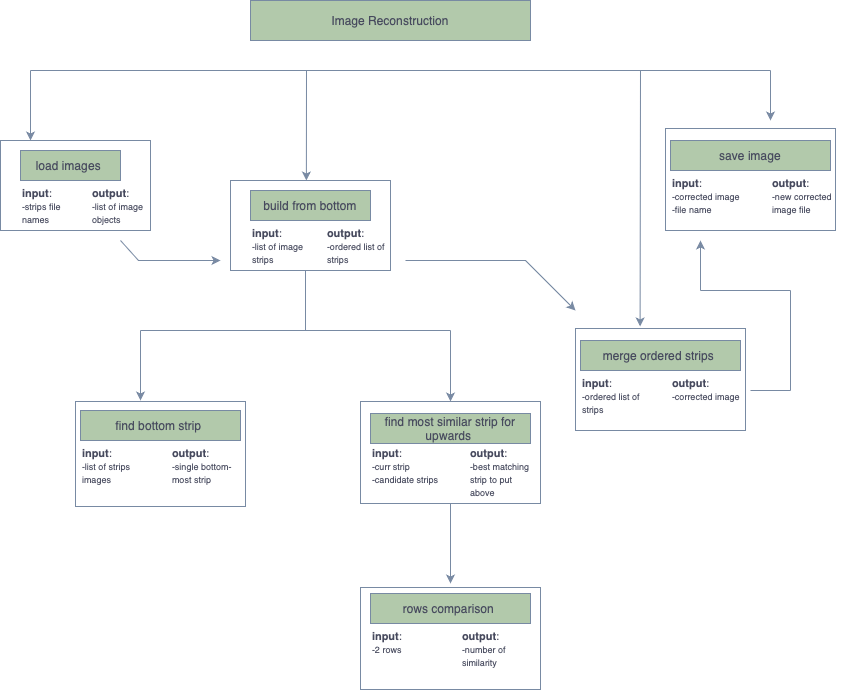 Image Reconstruction
load images
input: output:
-strips file -list of image
names objects
build from bottom
input: output:
-list of image -ordered list of
strips strips
save image
input: output:
-corrected image -new corrected
-file name image file
merge ordered strips
input: output:
-ordered list of -corrected image
strips
find bottom strip
input: output:
-list of strips -single bottom-
images most strip
find most similar strip for
upwards
input: output:
-curr strip -best matching
-candidate strips strip to put
above
rows comparison
input: output:
-2 rows -number of
similarity